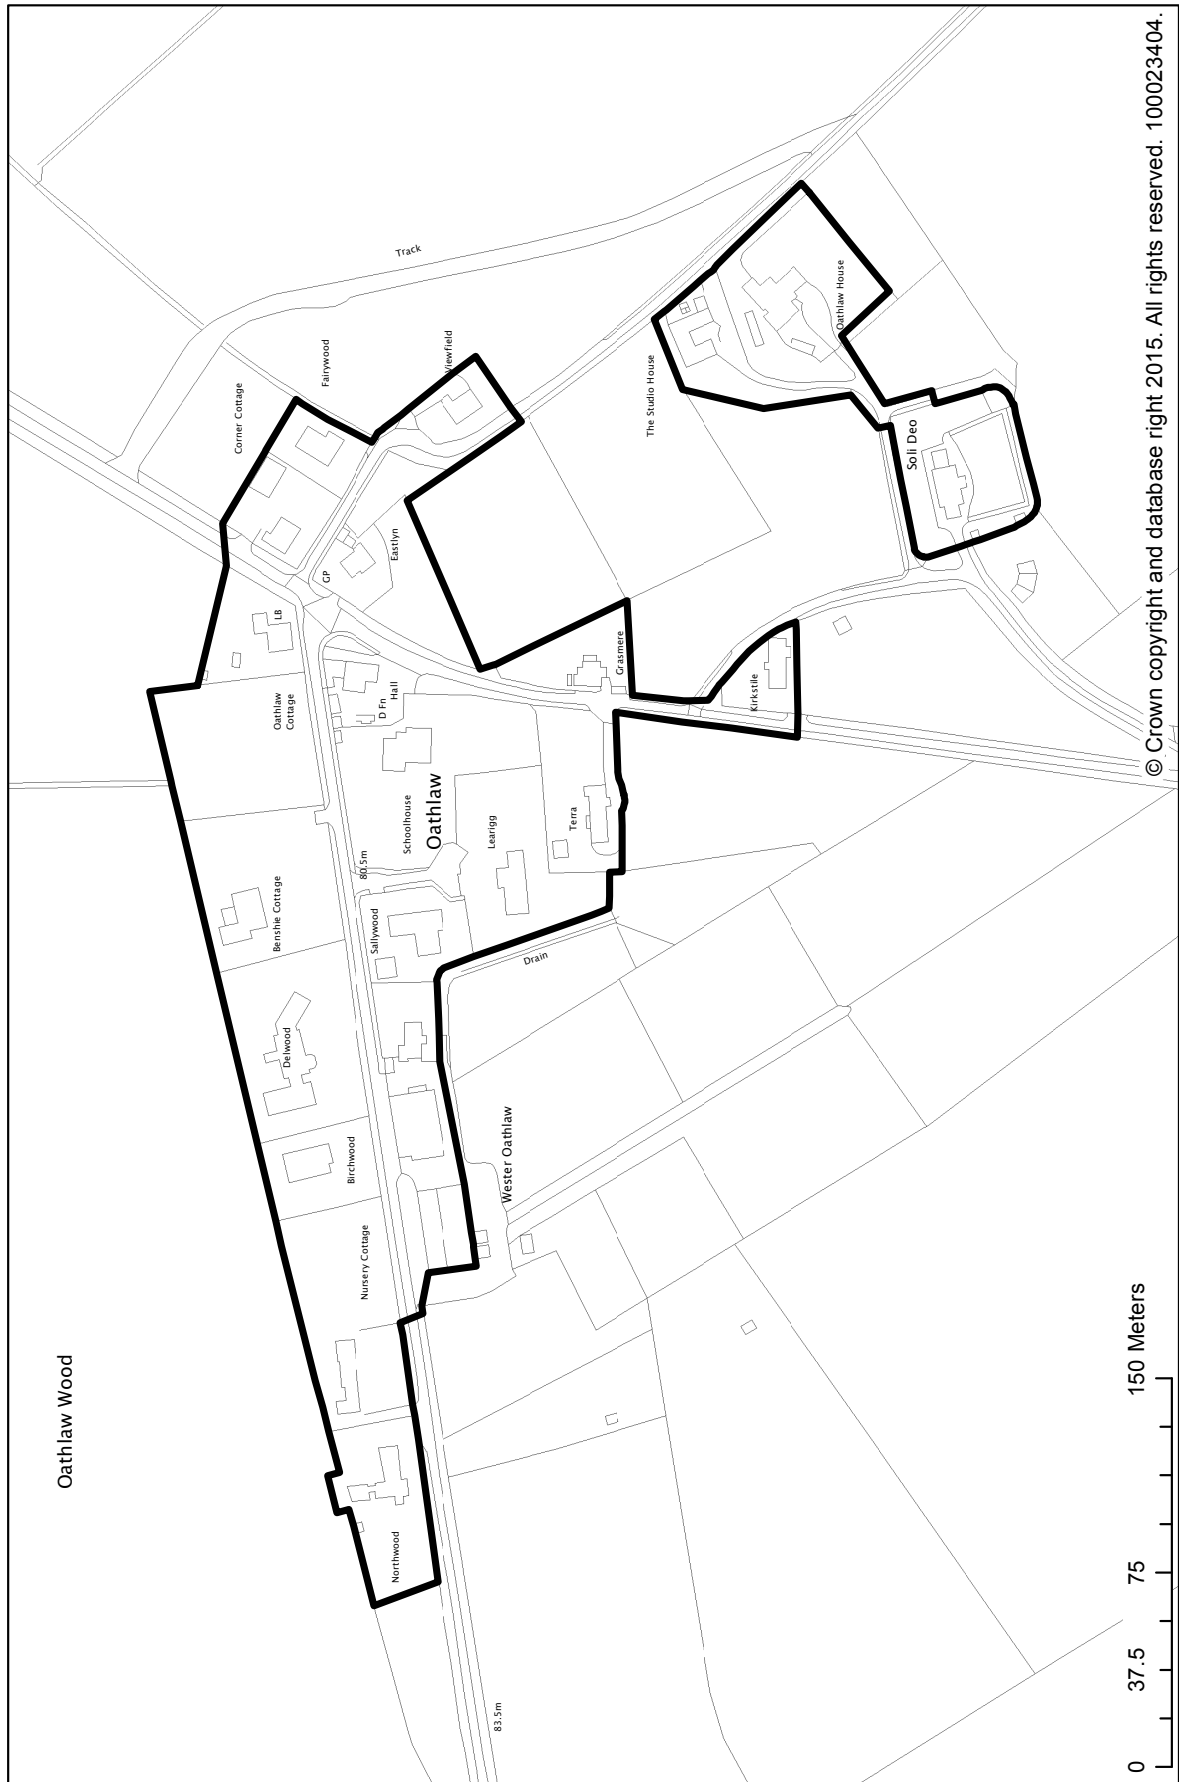 Oathlaw Wood
Track
Corner Cottage
Fairywood
Viewfield
Eastlyn
GP
LB
Oathlaw
Cottage
D Fn
Hall
Schoolhouse
Oathlaw
80.5m
Benshie Cottage
Sallywood
Learigg
Terra
Grasmere
Kirkstile
The Studio House
Oathlaw House
Soli Deo
Delwood
Birchwood
Nursery Cottage
Northwood
Drain
Wester Oathlaw
83.5m
0 37.5 75 150 Meters
© Crown copyright and database right 2015. All rights reserved. 100023404.